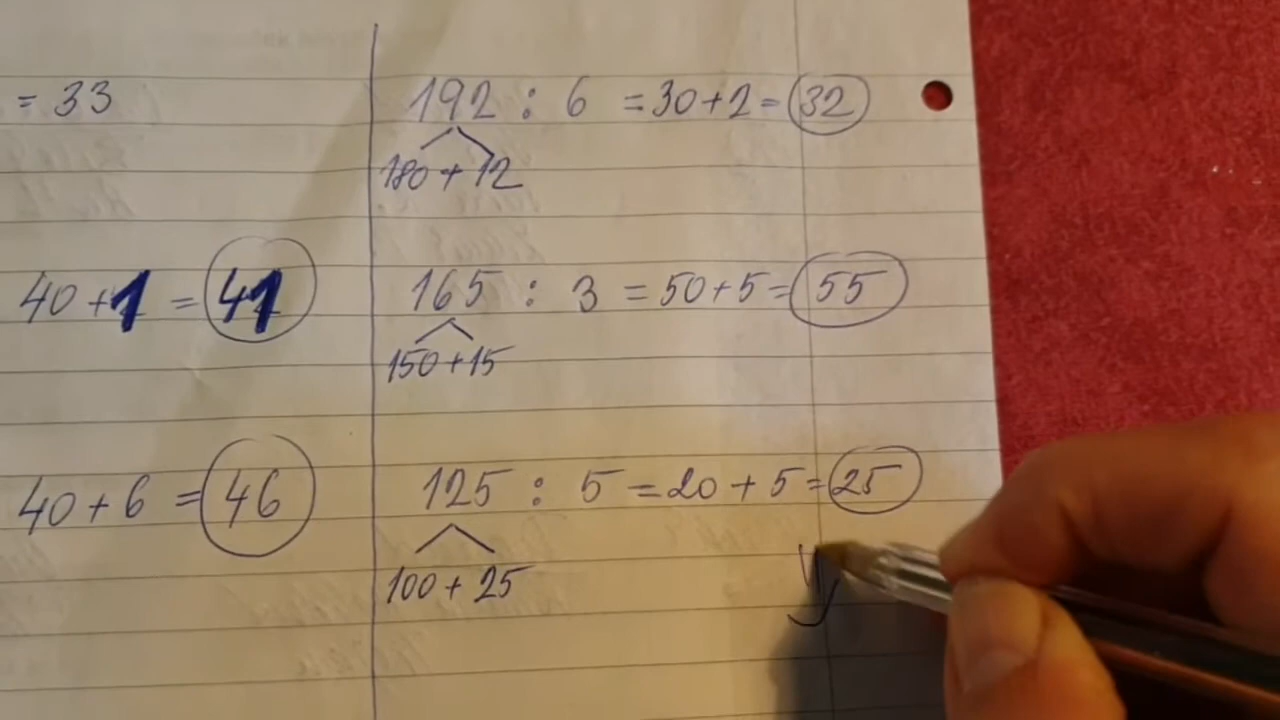 = 33
192 : 6 = 30 + 2 = 32
180 + 12
40 + 1 = 41
165 : 3 = 50 + 5 = 55
150 + 15
40 + 6 = 46
125 : 5 = 20 + 5 = 25
100 + 25
y